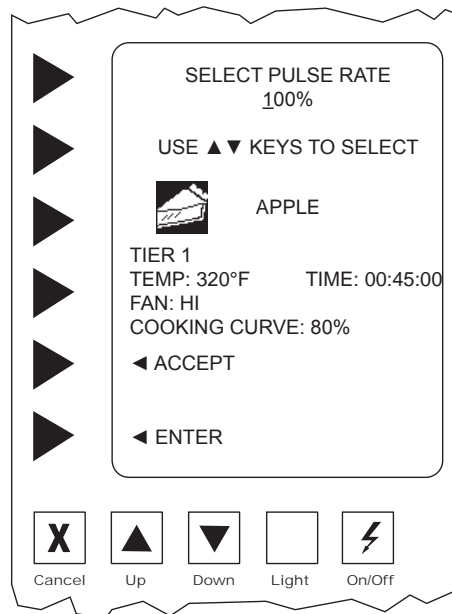 SELECT PULSE RATE
100%
USE ▲▼ KEYS TO SELECT
APPLE
TIER 1
TEMP: 320°F TIME: 00:45:00
FAN: HI
COOKING CURVE: 80%
◄ ACCEPT
◄ ENTER
X
Cancel Up Down Light On/Off